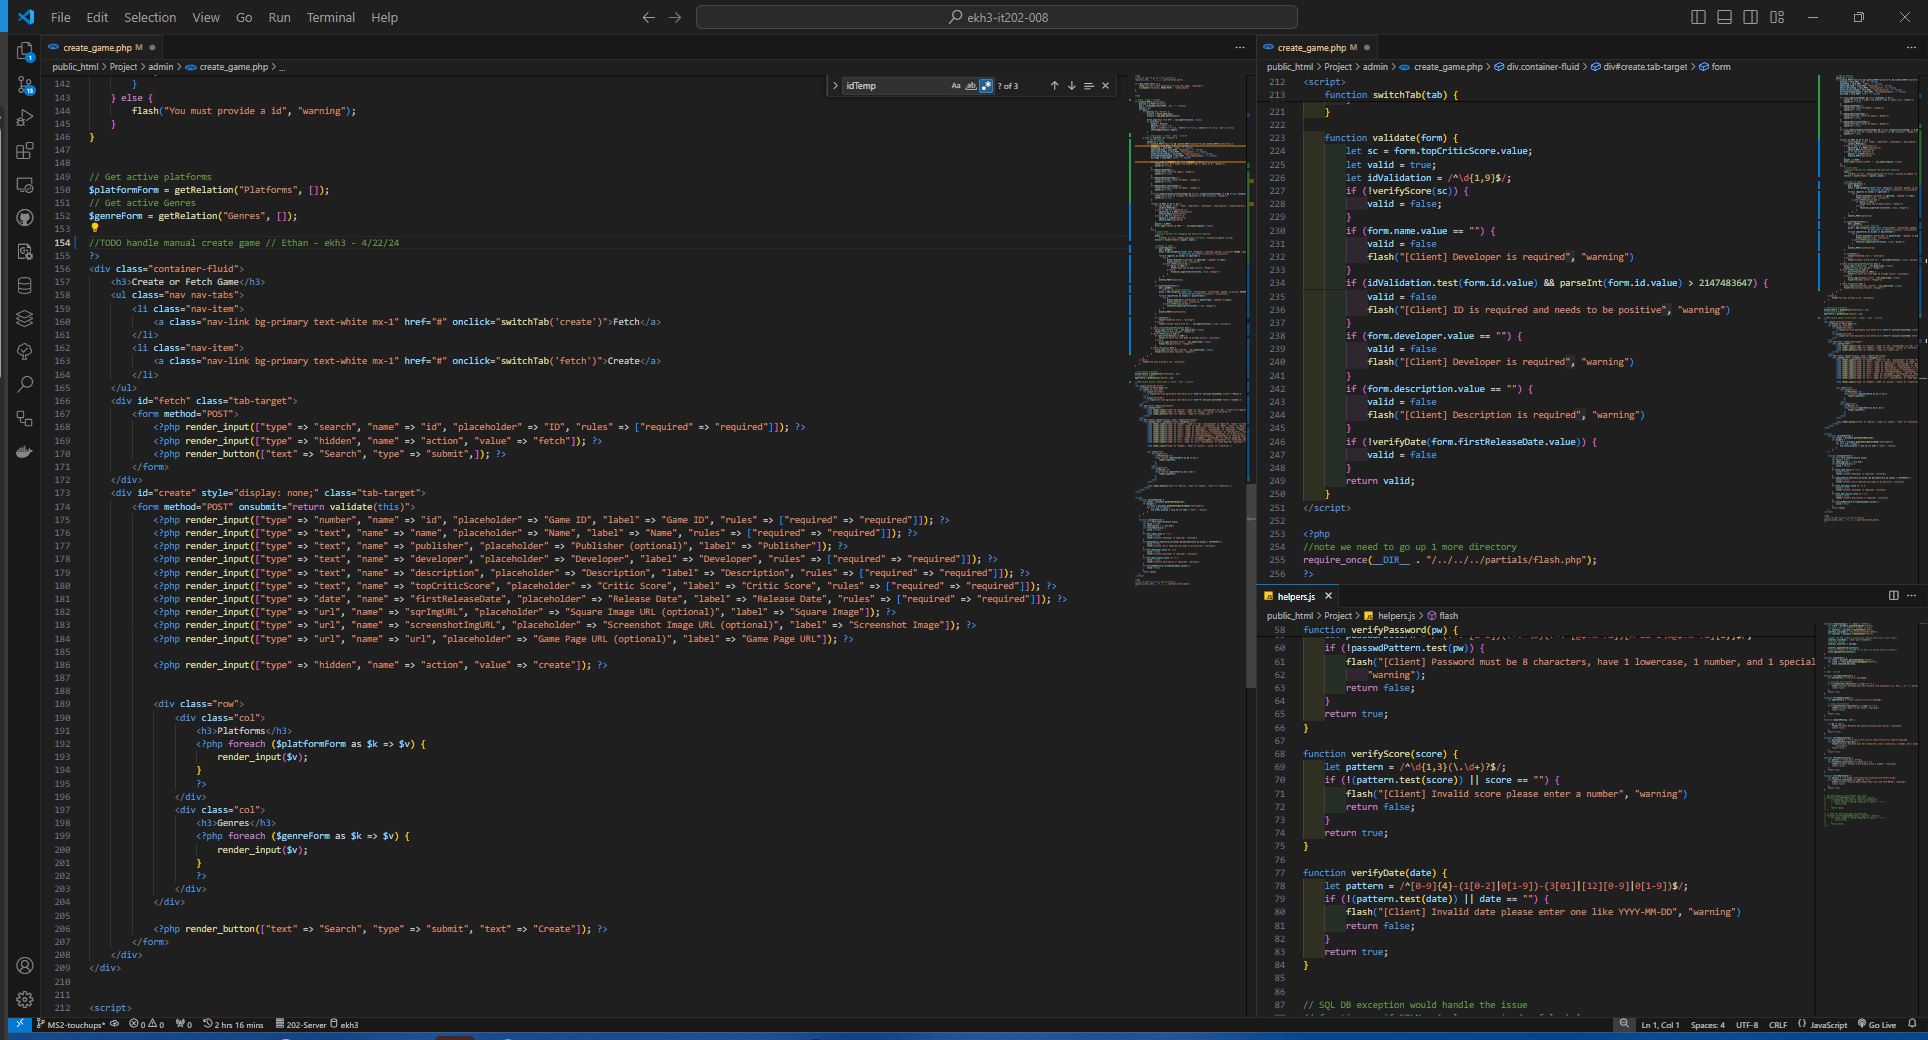 File Edit Selection View Go Run Terminal Help
ekh3-it202-008
create_game.php M
public_html > Project > admin > create_game.php > ...
idTemp
Aa ab ? of 3
142 }
143 } else {
144 flash("You must provide a id", "warning");
145 }
146 }
147
148
149 // Get active platforms
150 $platformForm = getRelation("Platforms", []);
151 // Get active Genres
152 $genreForm = getRelation("Genres", []);
153
154 //TODO handle manual create game // Ethan - ekh3 - 4/22/24
155 ?>
156 <div class="container-fluid">
157 <h3>Create or Fetch Game</h3>
158 <ul class="nav nav-tabs">
159 <li class="nav-item">
160 <a class="nav-link bg-primary text-white mx-1" href="#" onclick="switchTab('create')">Fetch</a>
161 </li>
162 <li class="nav-item">
163 <a class="nav-link bg-primary text-white mx-1" href="#" onclick="switchTab('fetch')">Create</a>
164 </li>
165 </ul>
166 <div id="fetch" class="tab-target">
167 <form method="POST">
168 <?php render_input(["type" => "search", "name" => "id", "placeholder" => "ID", "rules" => ["required" => "required"]]); ?>
169 <?php render_input(["type" => "hidden", "name" => "action", "value" => "fetch"]); ?>
170 <?php render_button(["text" => "Search", "type" => "submit",]); ?>
171 </form>
172 </div>
173 <div id="create" style="display: none;" class="tab-target">
174 <form method="POST" onsubmit="return validate(this)">
175 <?php render_input(["type" => "number", "name" => "id", "placeholder" => "Game ID", "label" => "Game ID", "rules" => ["required" => "required"]]); ?>
176 <?php render_input(["type" => "text", "name" => "name", "placeholder" => "Name", "label" => "Name", "rules" => ["required" => "required"]]); ?>
177 <?php render_input(["type" => "text", "name" => "publisher", "placeholder" => "Publisher (optional)", "label" => "Publisher"]); ?>
178 <?php render_input(["type" => "text", "name" => "developer", "placeholder" => "Developer", "label" => "Developer", "rules" => ["required" => "required"]]); ?>
179 <?php render_input(["type" => "text", "name" => "description", "placeholder" => "Description", "label" => "Description", "rules" => ["required" => "required"]]); ?>
180 <?php render_input(["type" => "text", "name" => "topCriticScore", "placeholder" => "Critic Score", "label" => "Critic Score", "rules" => ["required" => "required"]]); ?>
181 <?php render_input(["type" => "date", "name" => "firstReleaseDate", "placeholder" => "Release Date", "label" => "Release Date", "rules" => ["required" => "required"]]); ?>
182 <?php render_input(["type" => "url", "name" => "sqrImgURL", "placeholder" => "Square Image URL (optional)", "label" => "Square Image"]); ?>
183 <?php render_input(["type" => "url", "name" => "screenshotImgURL", "placeholder" => "Screenshot Image URL (optional)", "label" => "Screenshot Image"]); ?>
184 <?php render_input(["type" => "url", "name" => "url", "placeholder" => "Game Page URL (optional)", "label" => "Game Page URL"]); ?>
185
186 <?php render_input(["type" => "hidden", "name" => "action", "value" => "create"]); ?>
187
188
189 <div class="row">
190 <div class="col">
191 <h3>Platforms</h3>
192 <?php foreach ($platformForm as $k => $v) {
193 render_input($v);
194 }
195 ?>
196 </div>
197 <div class="col">
198 <h3>Genres</h3>
199 <?php foreach ($genreForm as $k => $v) {
200 render_input($v);
201 }
202 ?>
203 </div>
204 </div>
205
206 <?php render_button(["text" => "Search", "type" => "submit", "text" => "Create"]); ?>
207 </form>
208 </div>
209 </div>
210
211
212 <script>
create_game.php M
public_html > Project > admin > create_game.php > div.container-fluid > div#create.tab-target > form
212 <script>
213 function switchTab(tab) {
221 }
222
223 function validate(form) {
224 let sc = form.topCriticScore.value;
225 let valid = true;
226 let idValidation = /^\d{1,9}$/;
227 if (!verifyScore(sc)) {
228 valid = false;
229 }
230 if (form.name.value == "") {
231 valid = false
232 flash("[Client] Developer is required", "warning")
233 }
234 if (idValidation.test(form.id.value) && parseInt(form.id.value) > 2147483647) {
235 valid = false
236 flash("[Client] ID is required and needs to be positive", "warning")
237 }
238 if (form.developer.value == "") {
239 valid = false
240 flash("[Client] Developer is required", "warning")
241 }
242 if (form.description.value == "") {
243 valid = false
244 flash("[Client] Description is required", "warning")
245 }
246 if (!verifyDate(form.firstReleaseDate.value)) {
247 valid = false
248 }
249 return valid;
250 }
251 </script>
252
253 <?php
254 //note we need to go up 1 more directory
255 require_once(__DIR__ . "/../../../partials/flash.php");
256 ?>
helpers.js
public_html > Project > helpers.js > flash
58 function verifyPassword(pw) {
60 if (!passwdPattern.test(pw)) {
61 flash("[Client] Password must be 8 characters, have 1 lowercase, 1 number, and 1 special
62 "warning");
63 return false;
64 }
65 return true;
66 }
67
68 function verifyScore(score) {
69 let pattern = /^\d{1,3}(\.\d+)?$/;
70 if (!(pattern.test(score)) || score == "") {
71 flash("[Client] Invalid score please enter a number", "warning")
72 return false;
73 }
74 return true;
75 }
76
77 function verifyDate(date) {
78 let pattern = /^[0-9]{4}-(1[0-2]|0[1-9])-(3[01]|[12][0-9]|0[1-9])$/;
79 if (!(pattern.test(date)) || date == "") {
80 flash("[Client] Invalid date please enter one like YYYY-MM-DD", "warning")
81 return false;
82 }
83 return true;
84 }
85
86
87 // SQL DB exception would handle the issue
MS2-touchups* 0 0 0 2 hrs 16 mins 202-Server ekh3
Ln 1, Col 1 Spaces: 4 UTF-8 CRLF JavaScript Go Live